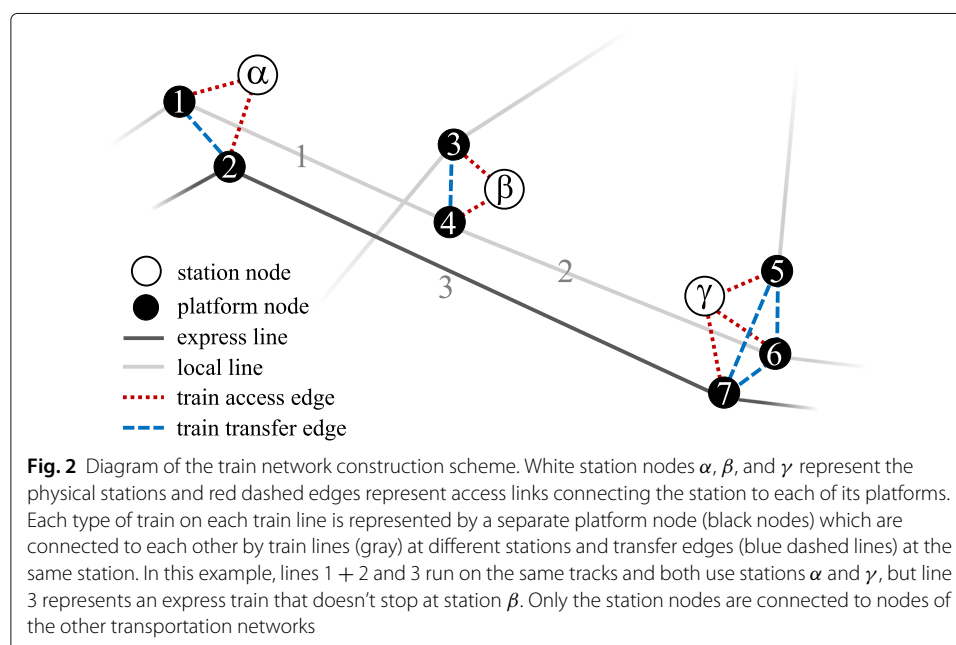 α
1
3
2
1
β
4
2
5
station node
3
γ
platform node
express line
6
local line
7
train access edge
train transfer edge
Fig. 2 Diagram of the train network construction scheme. White station nodes α, β, and γ represent the
physical stations and red dashed edges represent access links connecting the station to each of its platforms.
Each type of train on each train line is represented by a separate platform node (black nodes) which are
connected to each other by train lines (gray) at different stations and transfer edges (blue dashed lines) at the
same station. In this example, lines 1 + 2 and 3 run on the same tracks and both use stations α and γ, but line
3 represents an express train that doesn't stop at station β. Only the station nodes are connected to nodes of
the other transportation networks